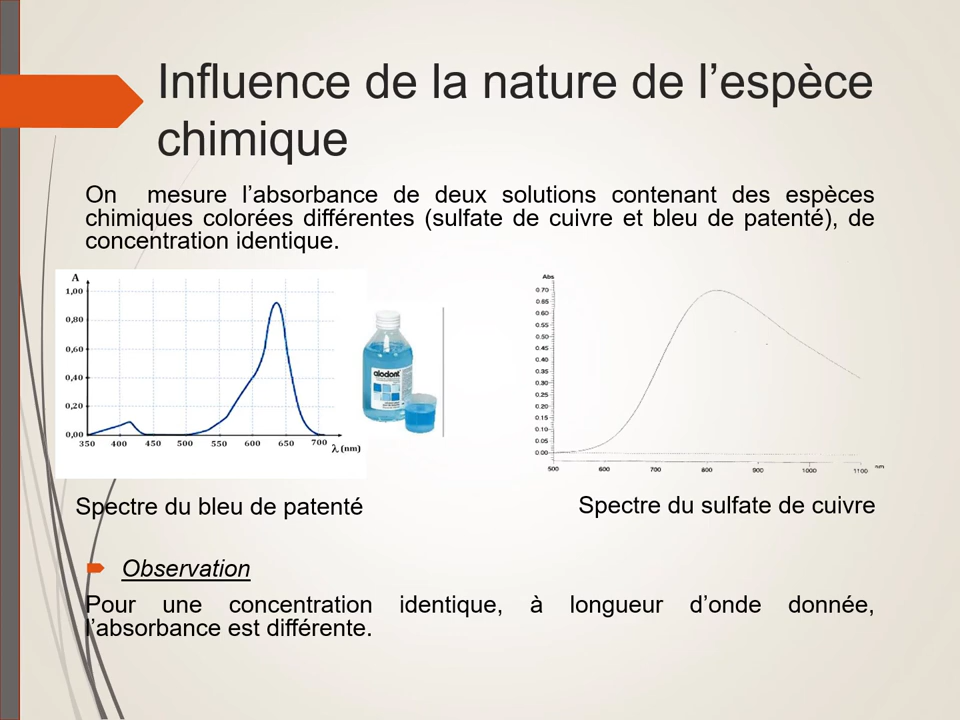 Influence de la nature de l’espèce
chimique
On mesure l’absorbance de deux solutions contenant des espèces
chimiques colorées différentes (sulfate de cuivre et bleu de patenté), de
concentration identique.
A
1,00
0,80
0,60
0,40
0,20
0,00
350 400 450 500 550 600 650 700
λ (nm)
alodont
Abs
0.70
0.65
0.60
0.55
0.50
0.45
0.40
0.35
0.30
0.25
0.20
0.15
0.10
0.05
0.00
500 600 700 800 900 1000 1100 nm
Spectre du bleu de patenté
Spectre du sulfate de cuivre
Observation
Pour une concentration identique, à longueur d’onde donnée,
l’absorbance est différente.